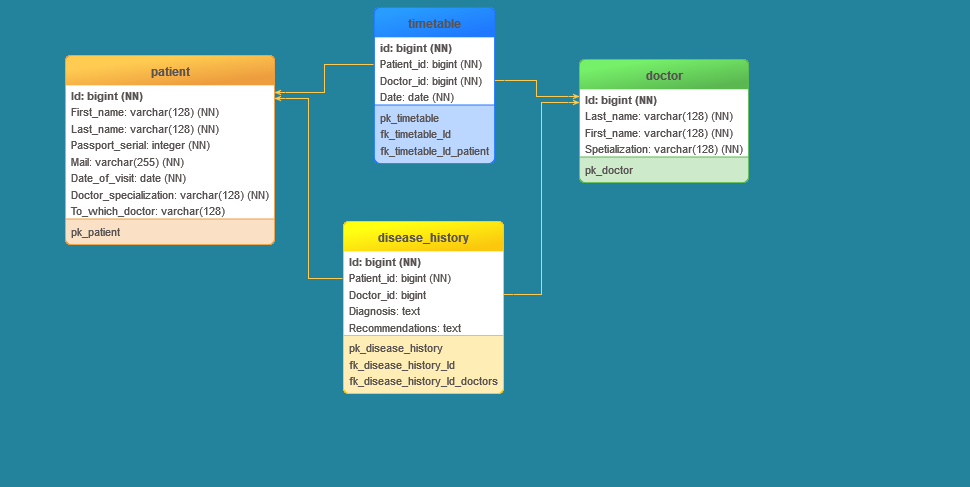 timetable
id: bigint (NN)
Patient_id: bigint (NN)
Doctor_id: bigint (NN)
Date: date (NN)
pk_timetable
fk_timetable_Id
fk_timetable_Id_patient
patient
Id: bigint (NN)
First_name: varchar(128) (NN)
Last_name: varchar(128) (NN)
Passport_serial: integer (NN)
Mail: varchar(255) (NN)
Date_of_visit: date (NN)
Doctor_specialization: varchar(128) (NN)
To_which_doctor: varchar(128)
pk_patient
doctor
Id: bigint (NN)
Last_name: varchar(128) (NN)
First_name: varchar(128) (NN)
Spetialization: varchar(128) (NN)
pk_doctor
disease_history
Id: bigint (NN)
Patient_id: bigint (NN)
Doctor_id: bigint
Diagnosis: text
Recommendations: text
pk_disease_history
fk_disease_history_Id
fk_disease_history_Id_doctors